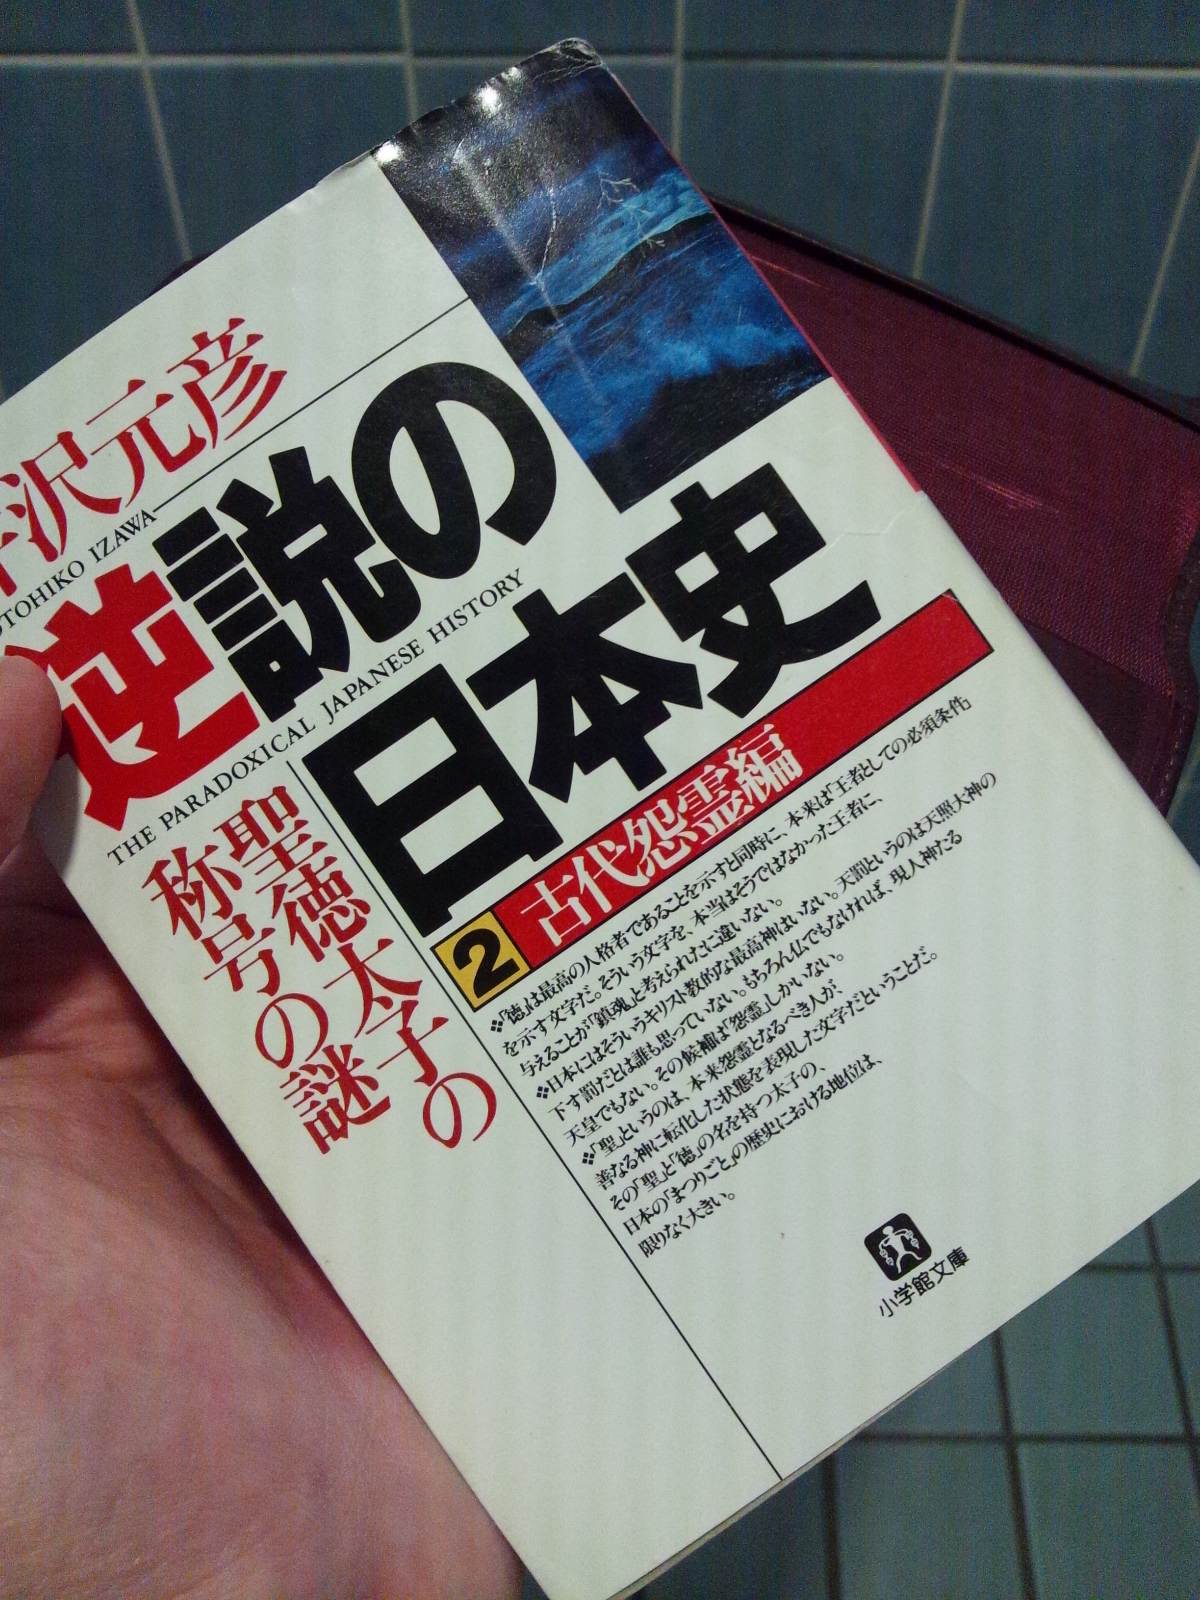 井沢元彦
OTOHIKO IZAWA
逆説の
日本史
THE PARADOXICAL JAPANESE HISTORY
2 古代怨霊編
聖徳太子の
称号の謎
❖「徳」は最高の人格者であることを示すと同時に、本来は「王者としての必須条件」
を示す文字だ。そういう文字を、本当はそうではなかった王者に、
与えることが「鎮魂」と考えられたに違いない。
❖日本にはそういうキリスト教的な最高神はいない。天罰というのは天照大神の
下す罰だとは誰も思っていない。もちろん仏でもなければ、現人神たる
天皇でもない。その候補は「怨霊」しかいない。
❖「聖」というのは、本来怨霊となるべき人が、
善なる神に転化した状態を表現した文字だということだ。
その「聖」と「徳」の名を持つ太子の、
日本の「まつりごと」の歴史における地位は、
限りなく大きい。
小学館文庫